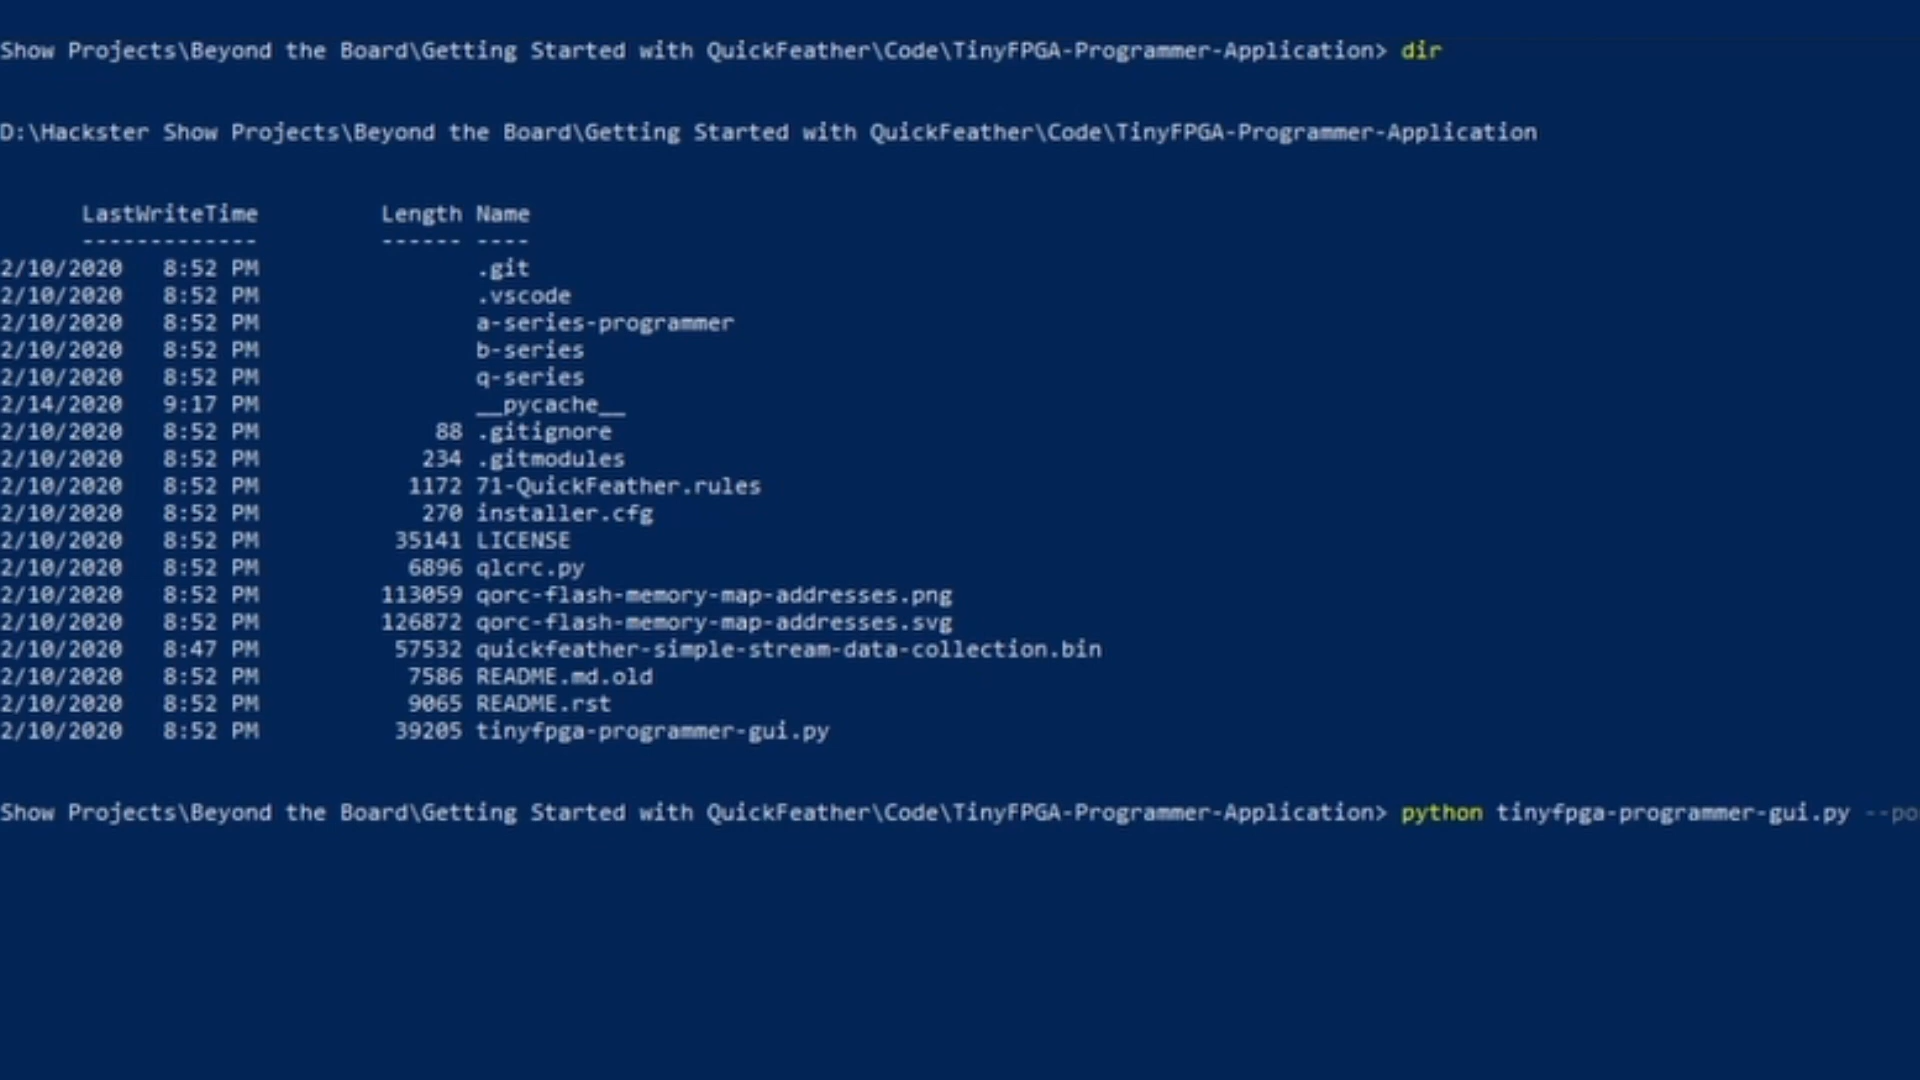 Show Projects\Beyond the Board\Getting Started with QuickFeather\Code\TinyFPGA-Programmer-Application> dir
D:\Hackster Show Projects\Beyond the Board\Getting Started with QuickFeather\Code\TinyFPGA-Programmer-Application
LastWriteTime Length Name
------------- ------ ----
2/10/2020 8:52 PM .git
2/10/2020 8:52 PM .vscode
2/10/2020 8:52 PM a-series-programmer
2/10/2020 8:52 PM b-series
2/10/2020 8:52 PM q-series
2/14/2020 9:17 PM __pycache__
2/10/2020 8:52 PM 88 .gitignore
2/10/2020 8:52 PM 234 .gitmodules
2/10/2020 8:52 PM 1172 71-QuickFeather.rules
2/10/2020 8:52 PM 270 installer.cfg
2/10/2020 8:52 PM 35141 LICENSE
2/10/2020 8:52 PM 6896 qlcrc.py
2/10/2020 8:52 PM 113059 qorc-flash-memory-map-addresses.png
2/10/2020 8:52 PM 126872 qorc-flash-memory-map-addresses.svg
2/10/2020 8:47 PM 57532 quickfeather-simple-stream-data-collection.bin
2/10/2020 8:52 PM 7586 README.md.old
2/10/2020 8:52 PM 9065 README.rst
2/10/2020 8:52 PM 39205 tinyfpga-programmer-gui.py
Show Projects\Beyond the Board\Getting Started with QuickFeather\Code\TinyFPGA-Programmer-Application> python tinyfpga-programmer-gui.py --po